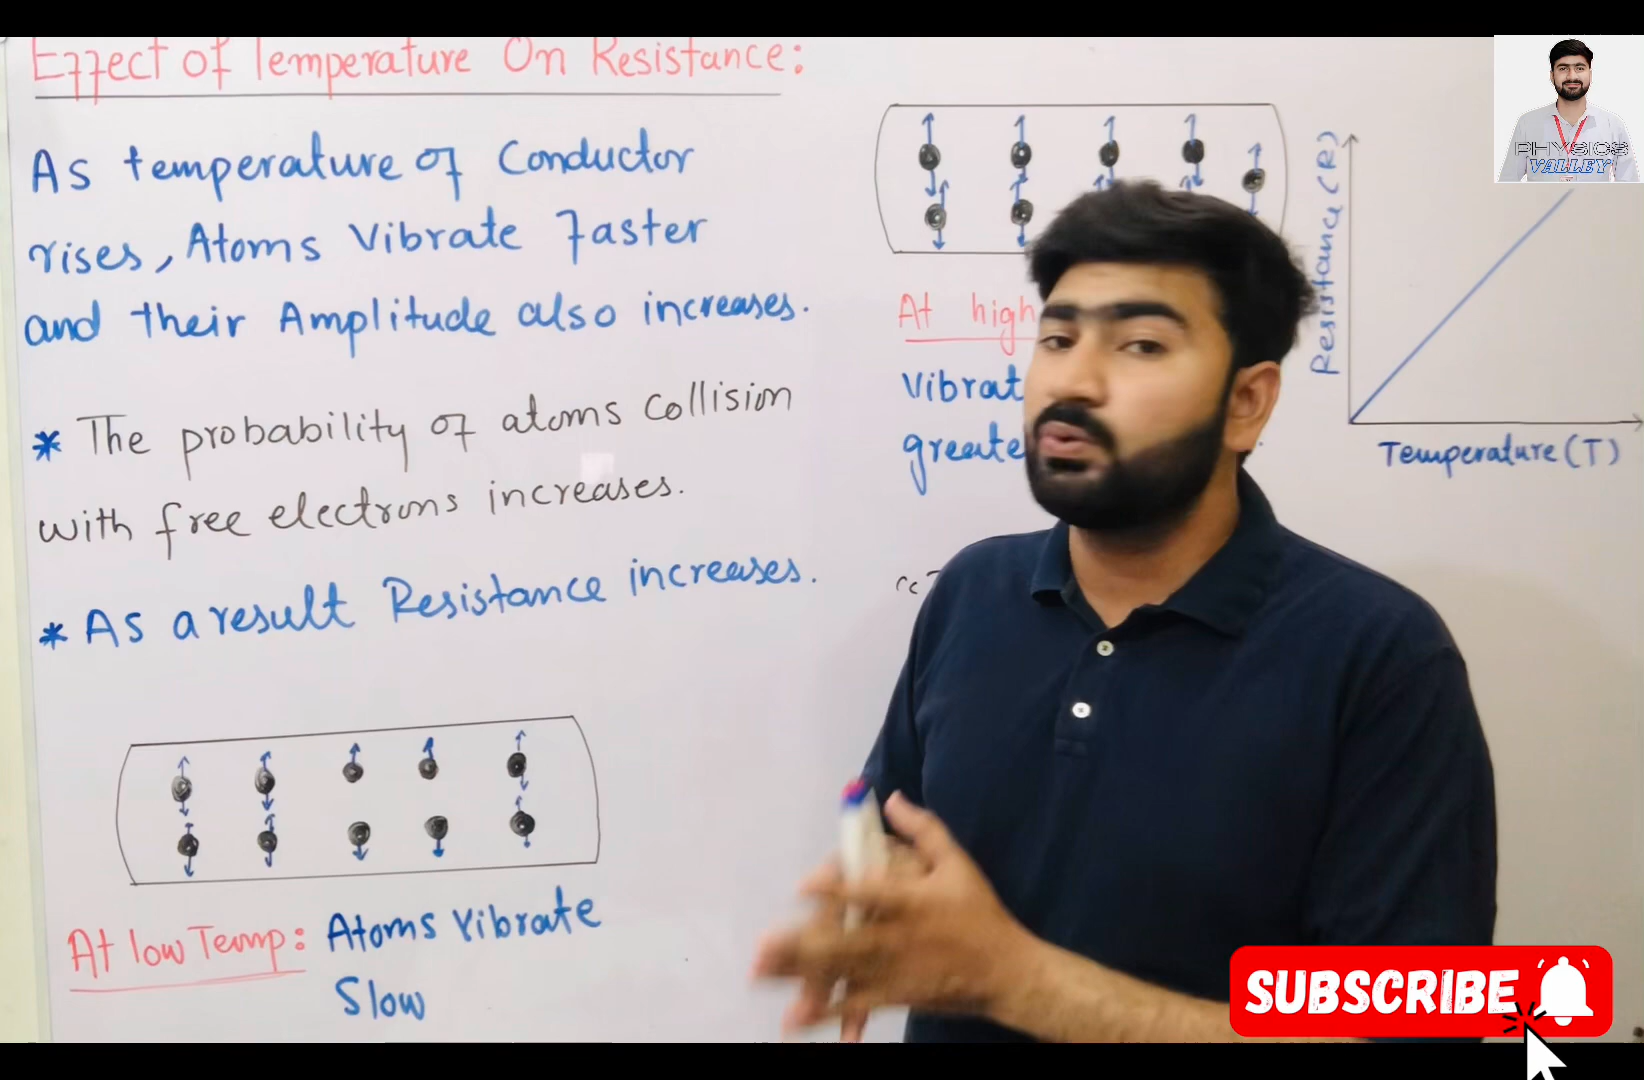 Effect of Temperature On Resistance:
As temperature of Conductor
rises, Atoms Vibrate Faster
and their Amplitude also increases.
* The probability of atoms collision
with free electrons increases.
* As a result Resistance increases.
At low Temp: Atoms Vibrate
Slow
At high
Resistance (R)
Temperature (T)
PHYSICS
VALLEY
SUBSCRIBE